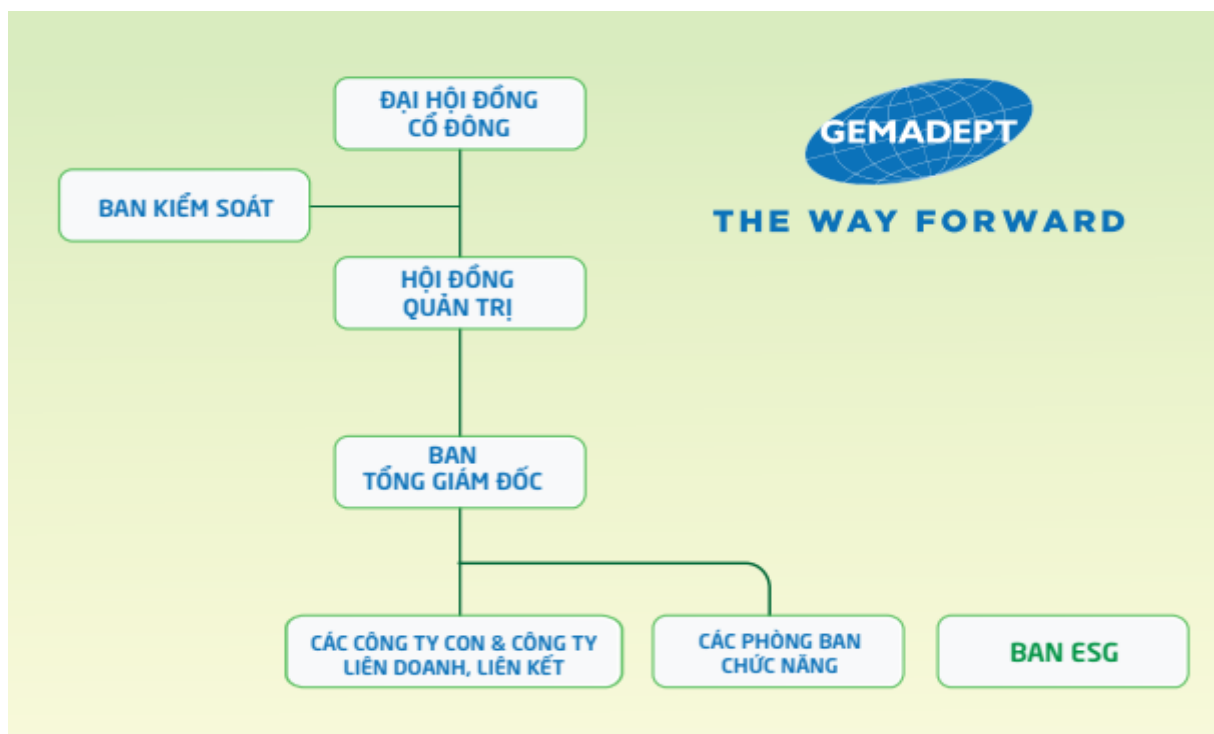 ĐẠI HỘI ĐỒNG
CỔ ĐÔNG
GEMADEPT
THE WAY FORWARD
BAN KIỂM SOÁT
HỘI ĐỒNG
QUẢN TRỊ
BAN
TỔNG GIÁM ĐỐC
CÁC CÔNG TY CON & CÔNG TY
LIÊN DOANH, LIÊN KẾT
CÁC PHÒNG BAN
CHỨC NĂNG
BAN ESG